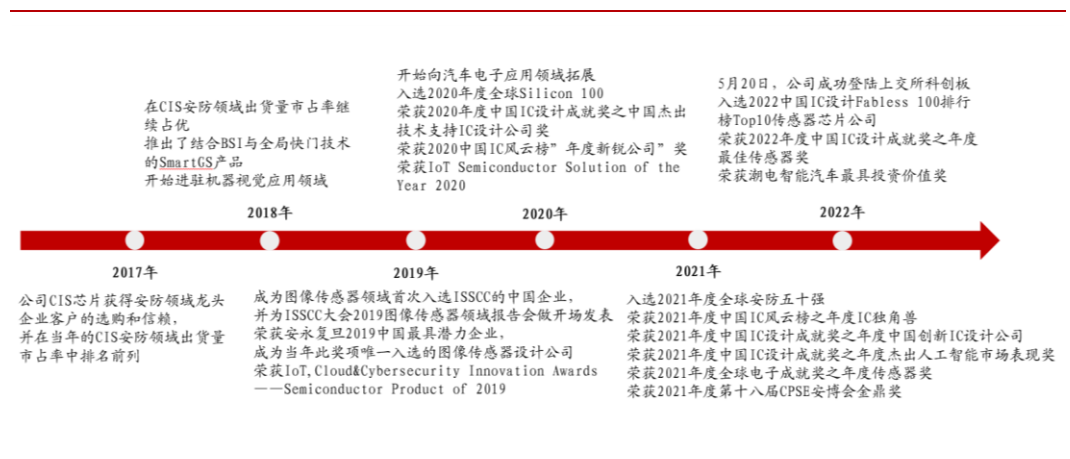 在CIS安防领域出货量市占率继
续占优
推出了结合BSI与全局快门技术
的SmartGS产品
开始进驻机器视觉应用领域
开始向汽车电子应用领域拓展
入选2020年度全球Silicon 100
荣获2020年度中国IC设计成就奖之中国杰出
技术支持IC设计公司奖
荣获2020中国IC风云榜”年度新锐公司”奖
荣获IoT Semiconductor Solution of the
Year 2020
5月20日，公司成功登陆上交所科创板
入选2022中国IC设计Fabless 100排行
榜Top10传感器芯片公司
荣获2022年度中国IC设计成就奖之年度
最佳传感器奖
荣获潮电智能汽车最具投资价值奖
2018年
2020年
2022年
2017年
2019年
2021年
公司CIS芯片获得安防领域龙头
企业客户的选购和信赖，
并在当年的CIS安防领域出货量
市占率中排名前列
成为图像传感器领域首次入选ISSCC的中国企业，
并为ISSCC大会2019图像传感器领域报告会做开场发表
荣获安永复旦2019中国最具潜力企业，
成为当年此奖项唯一入选的图像传感器设计公司
荣获IoT,Cloud&Cybersecurity Innovation Awards
——Semiconductor Product of 2019
入选2021年度全球安防五十强
荣获2021年度中国IC风云榜之年度IC独角兽
荣获2021年度中国IC设计成就奖之年度中国创新IC设计公司
荣获2021年度中国IC设计成就奖之年度杰出人工智能市场表现奖
荣获2021年度全球电子成就奖之年度传感器奖
荣获2021年度第十八届CPSE安博会金鼎奖